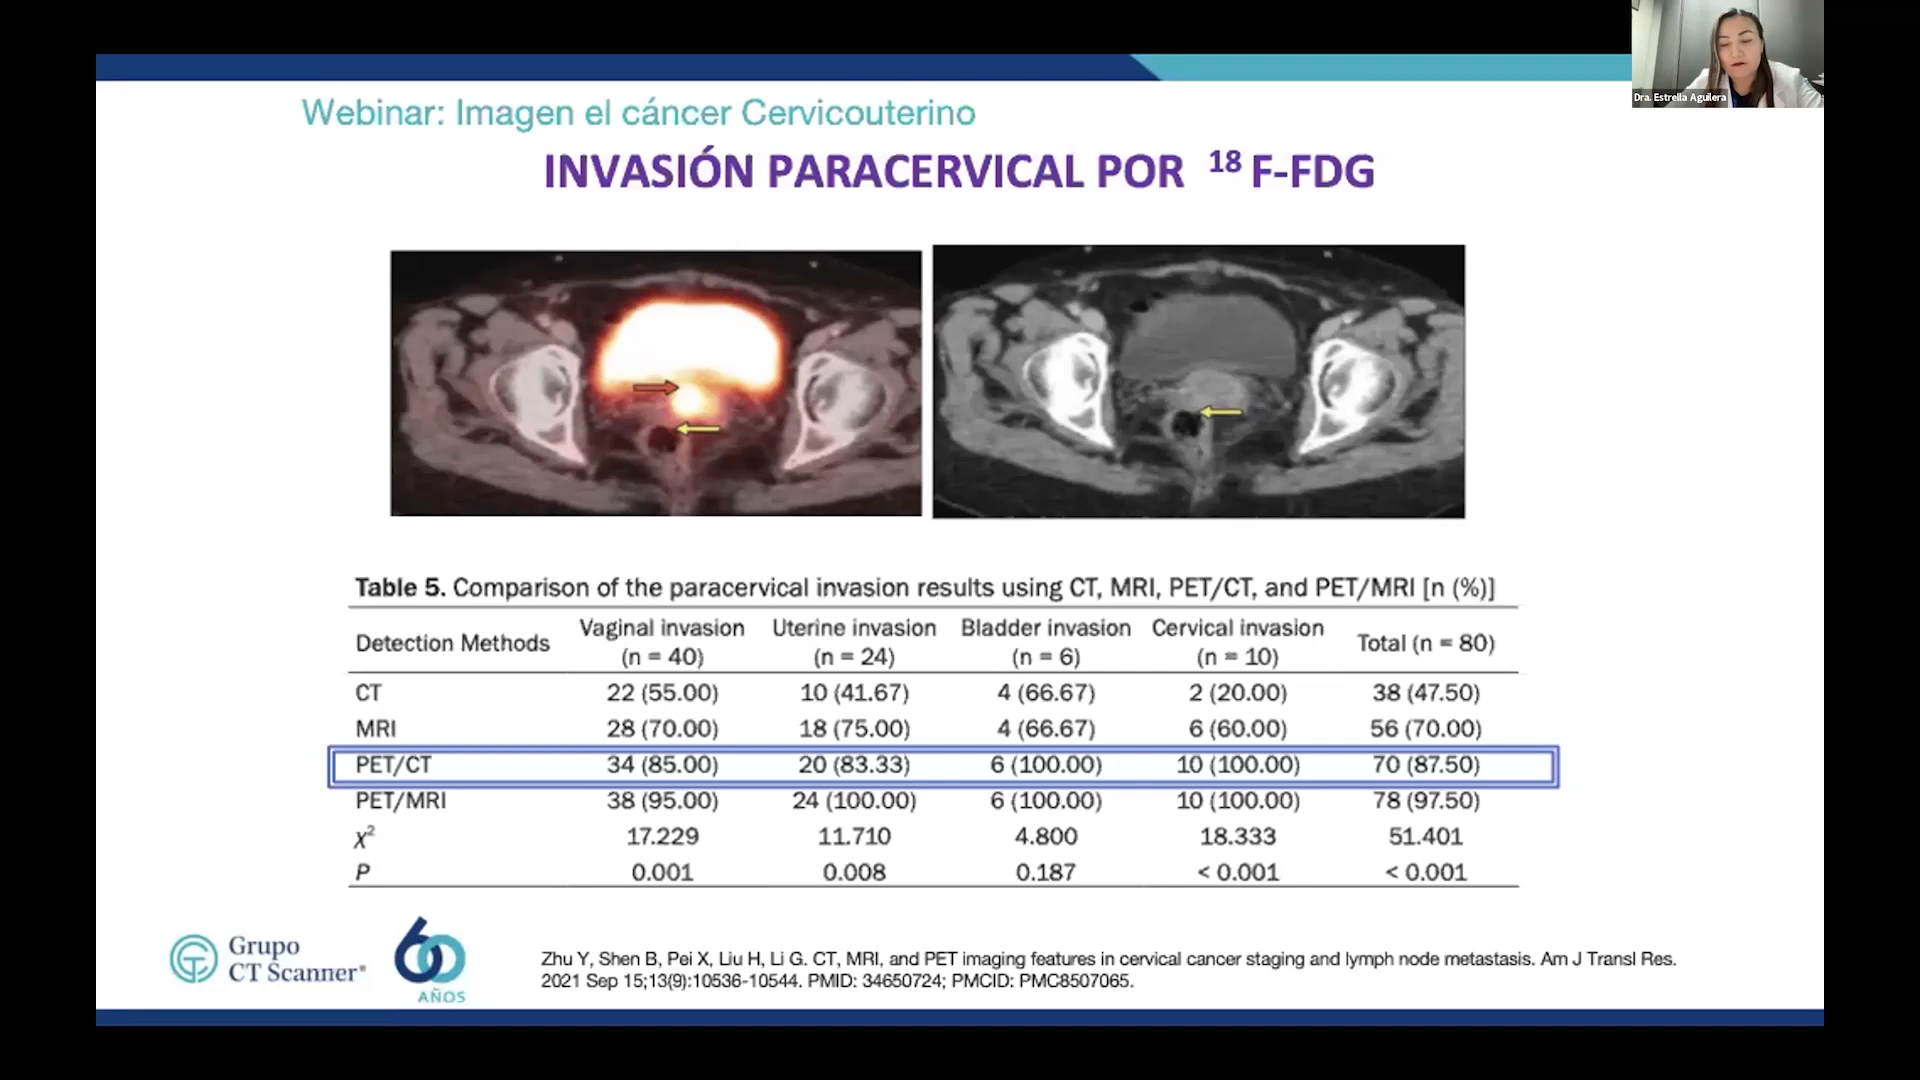 Dra. Estrella Aguilera
Webinar: Imagen el cáncer Cervicouterino
INVASIÓN PARACERVICAL POR 18 F-FDG
Table 5. Comparison of the paracervical invasion results using CT, MRI, PET/CT, and PET/MRI [n (%)]
Detection Methods Vaginal invasion (n = 40) Uterine invasion (n = 24) Bladder invasion (n = 6) Cervical invasion (n = 10) Total (n = 80)
CT 22 (55.00) 10 (41.67) 4 (66.67) 2 (20.00) 38 (47.50)
MRI 28 (70.00) 18 (75.00) 4 (66.67) 6 (60.00) 56 (70.00)
PET/CT 34 (85.00) 20 (83.33) 6 (100.00) 10 (100.00) 70 (87.50)
PET/MRI 38 (95.00) 24 (100.00) 6 (100.00) 10 (100.00) 78 (97.50)
χ² 17.229 11.710 4.800 18.333 51.401
P 0.001 0.008 0.187 < 0.001 < 0.001
Grupo
CT Scanner®
60
AÑOS
Zhu Y, Shen B, Pei X, Liu H, Li G. CT, MRI, and PET imaging features in cervical cancer staging and lymph node metastasis. Am J Transl Res.
2021 Sep 15;13(9):10536-10544. PMID: 34650724; PMCID: PMC8507065.